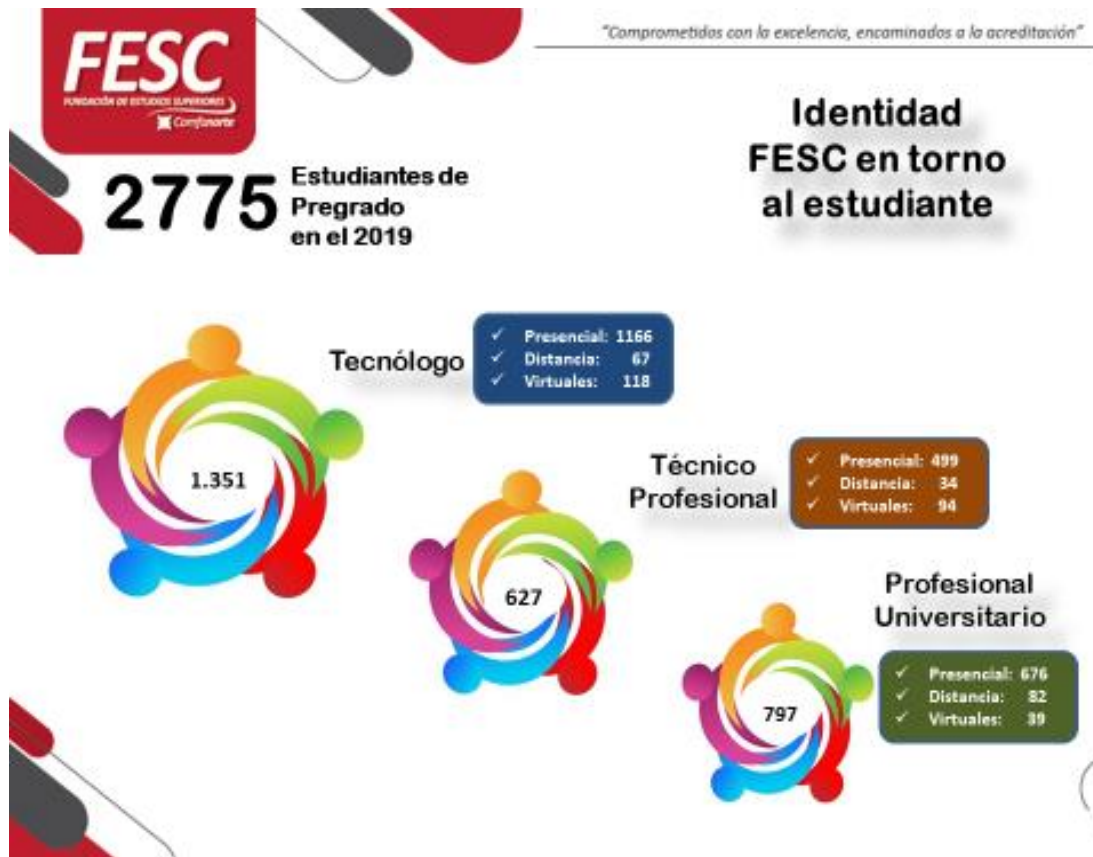 "Comprometidos con la excelencia, encaminados a la acreditación"
FESC
FUNDACIÓN DE ESTUDIOS SUPERIORES
Comfanorte
Identidad
FESC en torno
al estudiante
2775
Estudiantes de
Pregrado
en el 2019
Tecnólogo
✓ Presencial: 1166
✓ Distancia: 67
✓ Virtuales: 118
1.351
Técnico
Profesional
✓ Presencial: 499
✓ Distancia: 34
✓ Virtuales: 94
627
Profesional
Universitario
✓ Presencial: 676
✓ Distancia: 82
✓ Virtuales: 39
797